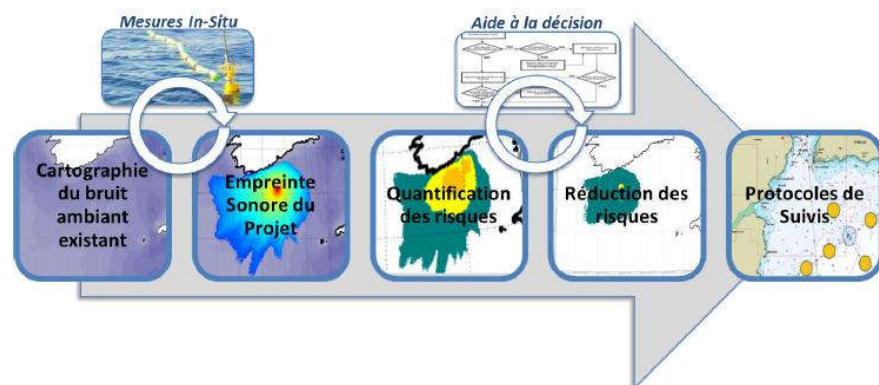 Mesures In-Situ
Aide à la décision
Cartographie
du bruit
ambiant
existant
Empreinte
Sonore du
Projet
Quantification
des risques
Réduction des
risques
Protocoles de
Suivis